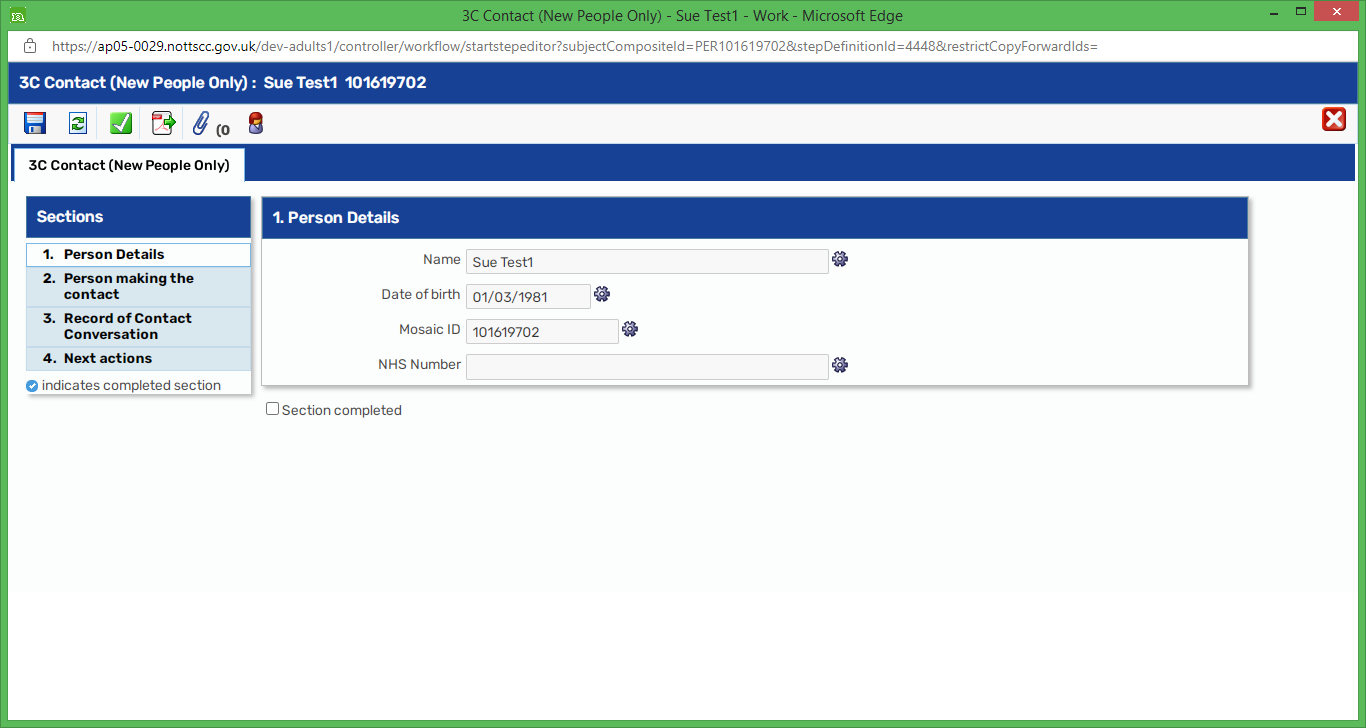 3C Contact (New People Only) - Sue Test1 - Work - Microsoft Edge
https://ap05-0029.nottscc.gov.uk/dev-adults1/controller/workflow/startstepeditor?subjectCompositeId=PER101619702&stepDefinitionId=4448&restrictCopyForwardIds=
3C Contact (New People Only) : Sue Test1 101619702
(0
3C Contact (New People Only)
Sections
1. Person Details
2. Person making the
contact
3. Record of Contact
Conversation
4. Next actions
indicates completed section
1. Person Details
Name Sue Test1
Date of birth 01/03/1981
Mosaic ID 101619702
NHS Number
Section completed